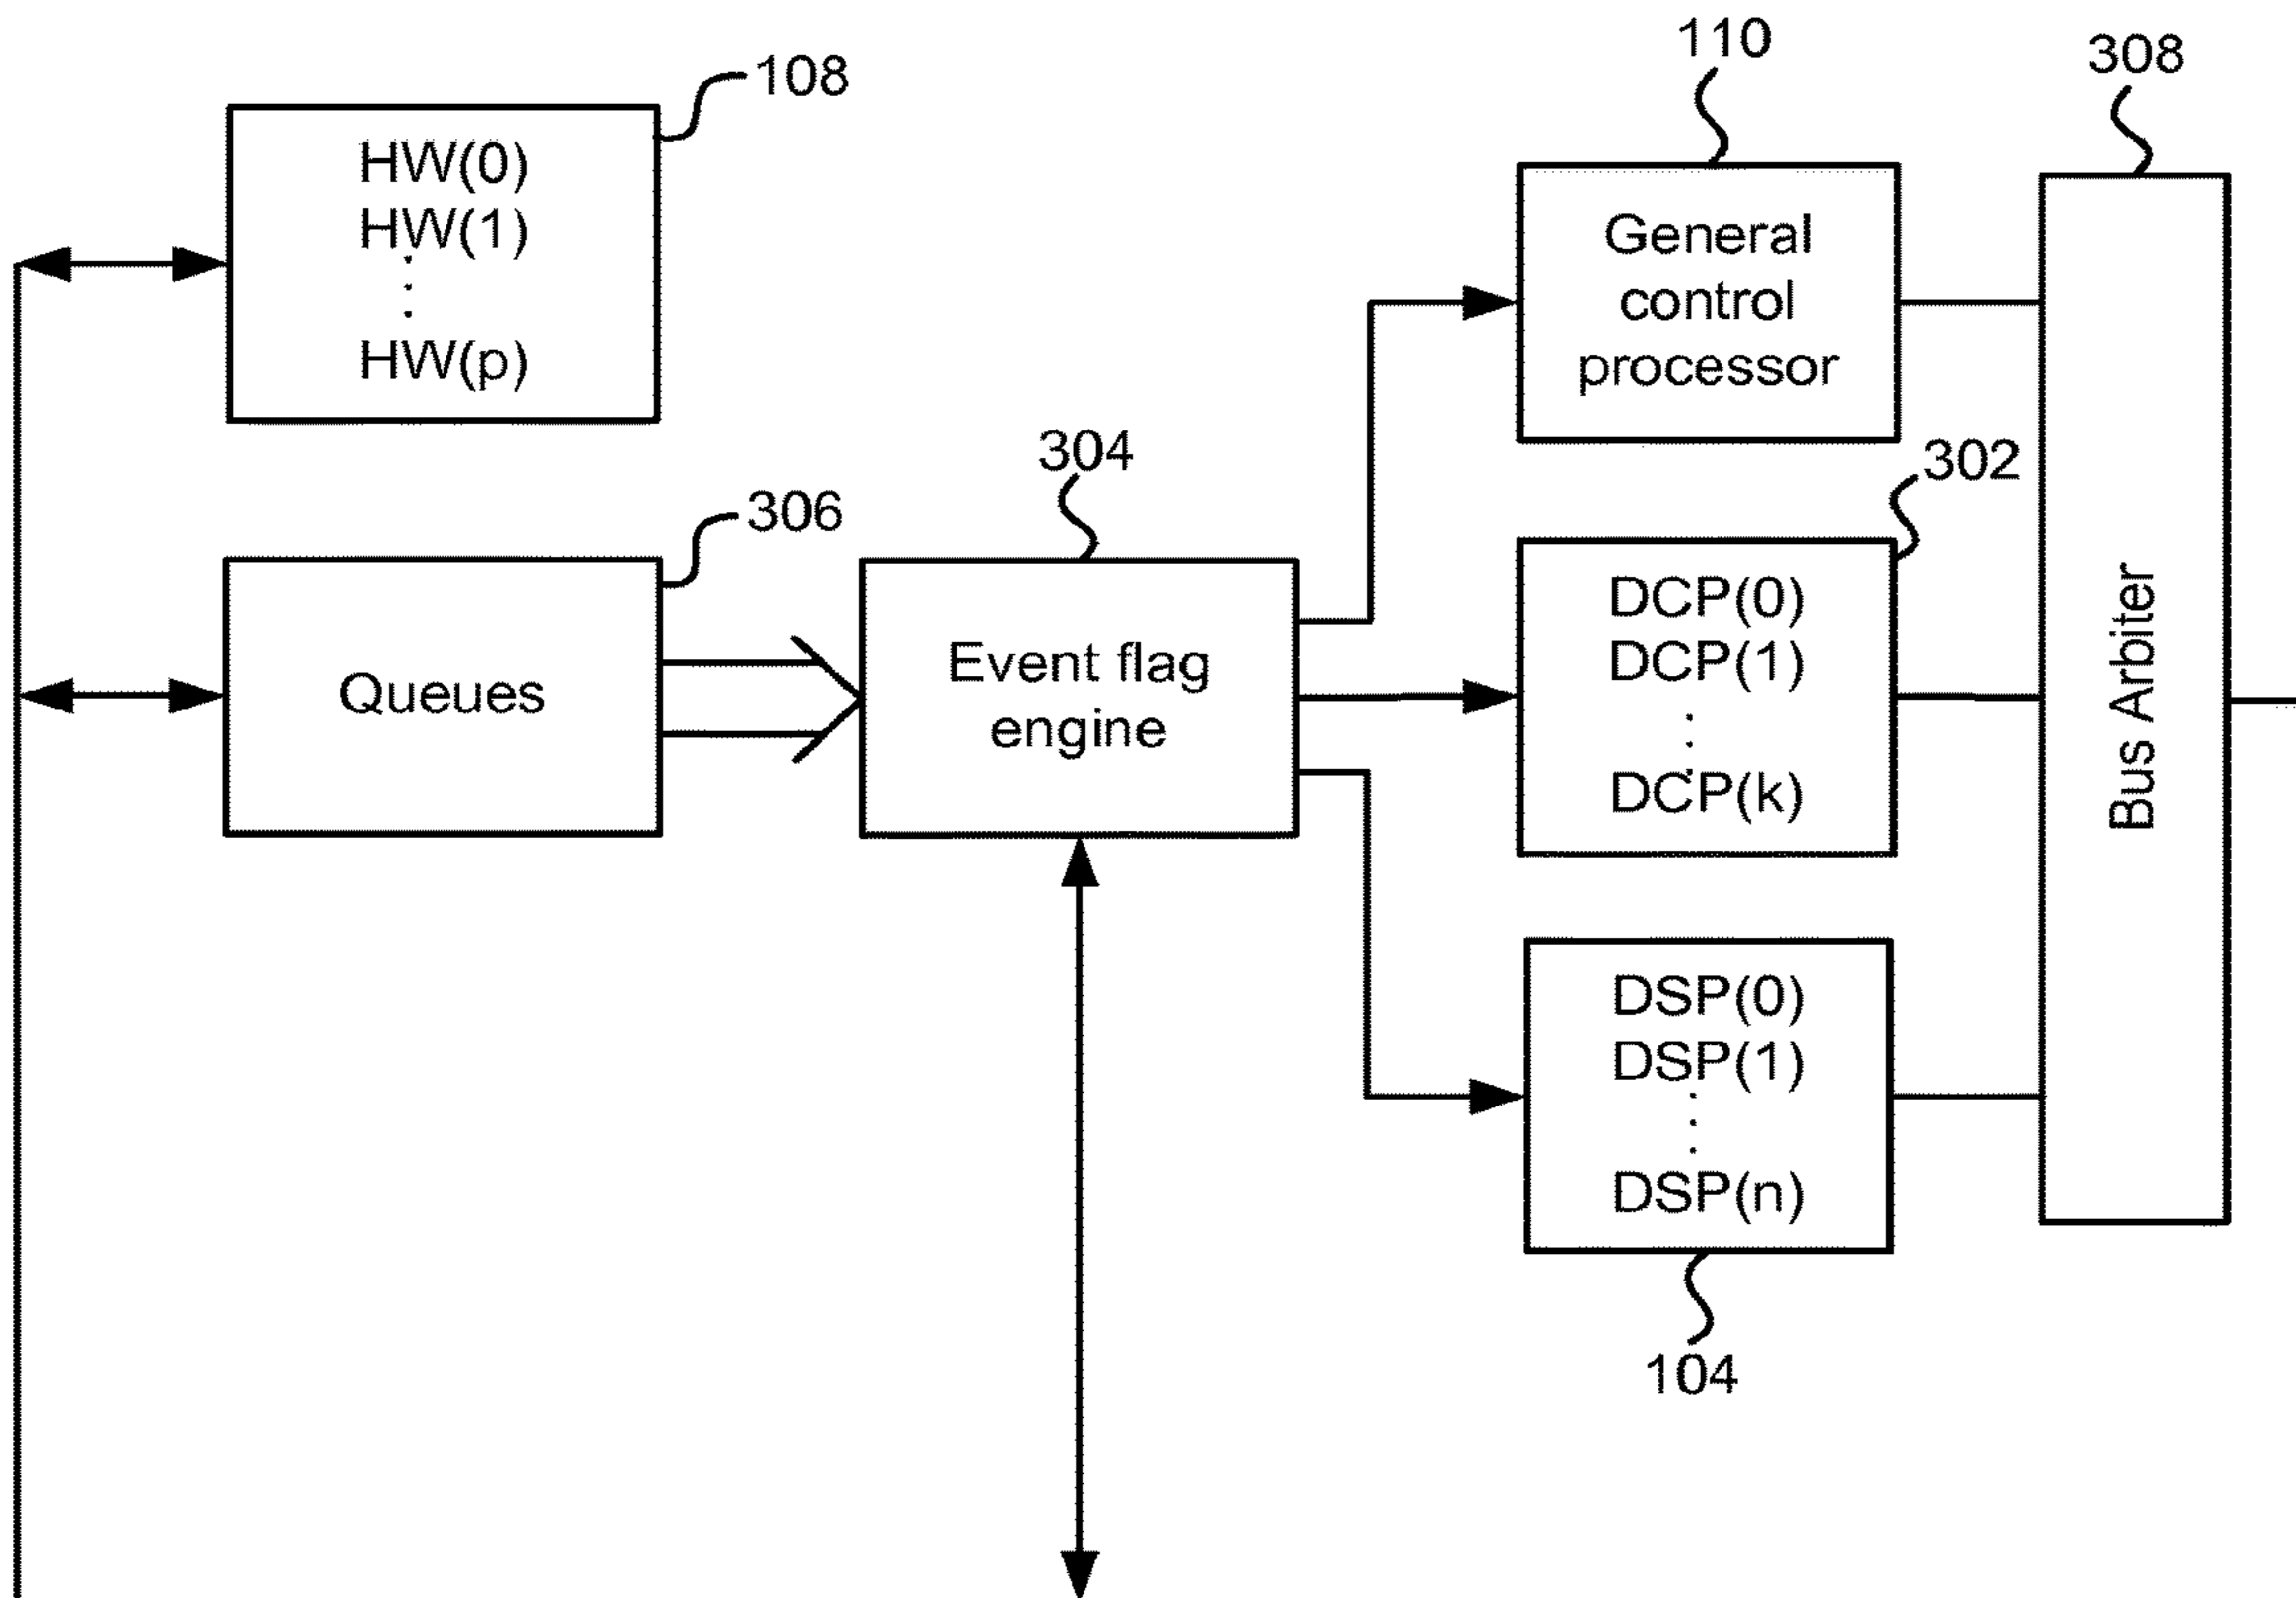 108
HW(0)
HW(1)
.
.
.
HW(p)
306
Queues
304
Event flag
engine
110
General
control
processor
302
DCP(0)
DCP(1)
.
.
.
DCP(k)
DSP(0)
DSP(1)
.
.
.
DSP(n)
104
308
Bus Arbiter